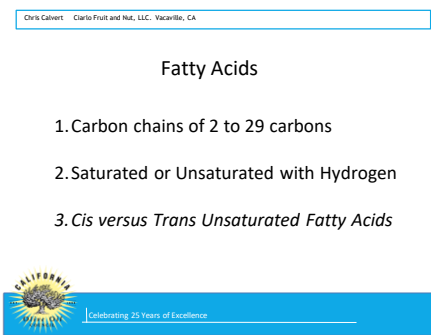 Chris Calvert Ciarlo Fruit and Nut, LLC. Vacaville, CA
Fatty Acids
1. Carbon chains of 2 to 29 carbons
2. Saturated or Unsaturated with Hydrogen
3. Cis versus Trans Unsaturated Fatty Acids
CALIFORNIA
Celebrating 25 Years of Excellence